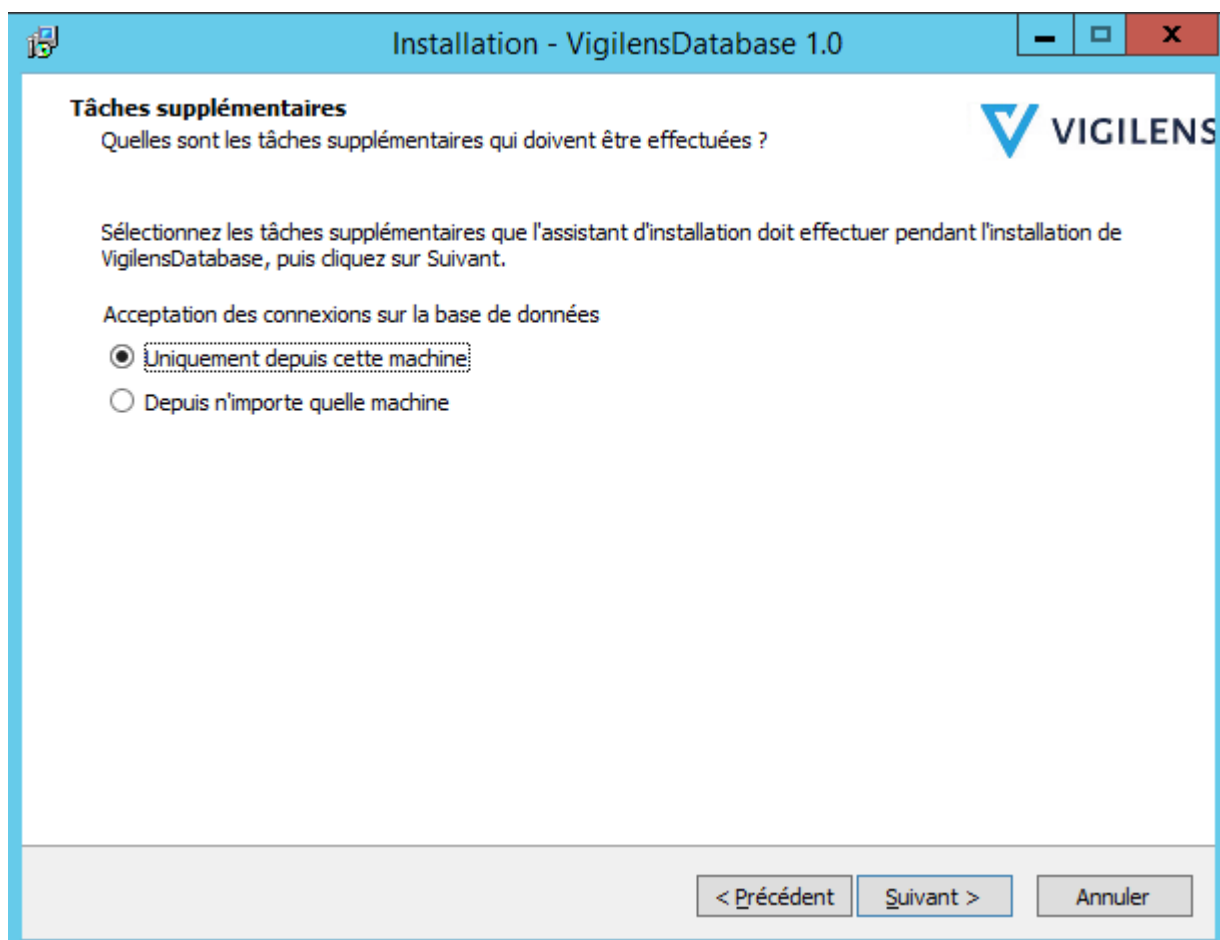 Installation - VigilensDatabase 1.0
Tâches supplémentaires
Quelles sont les tâches supplémentaires qui doivent être effectuées ?
VIGILENS
Sélectionnez les tâches supplémentaires que l'assistant d'installation doit effectuer pendant l'installation de
VigilensDatabase, puis cliquez sur Suivant.
Acceptation des connexions sur la base de données
Uniquement depuis cette machine
Depuis n'importe quelle machine
< Précédent
Suivant >
Annuler